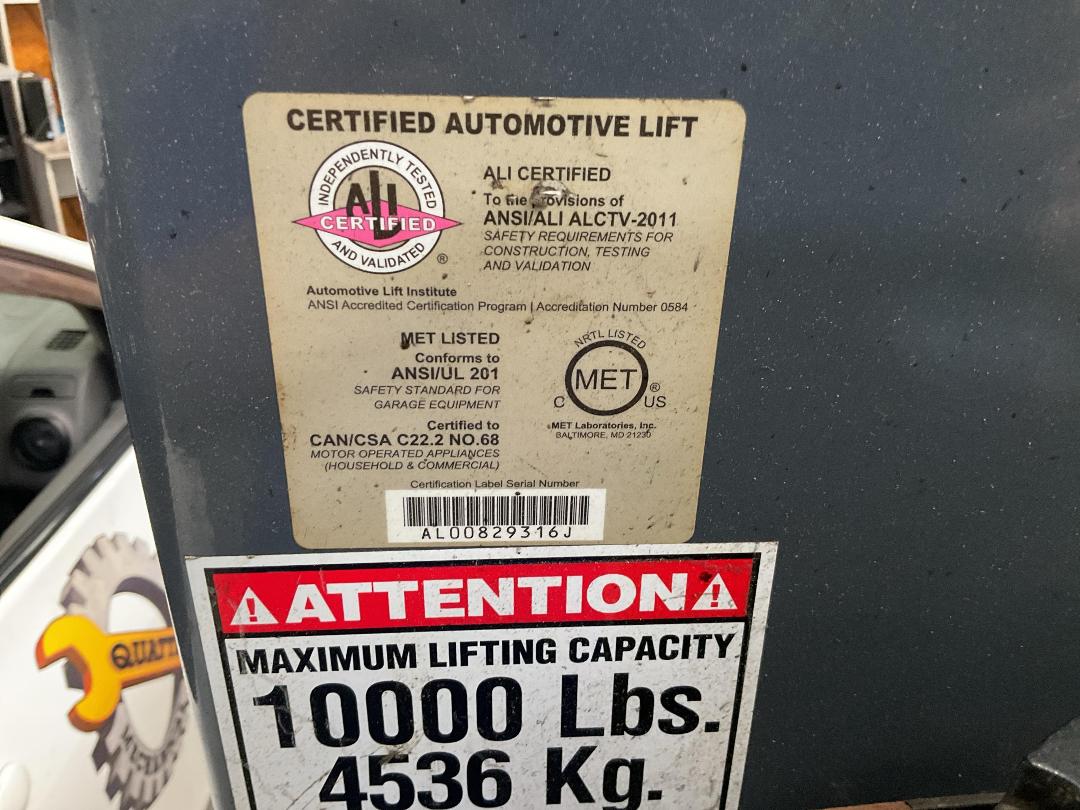 CERTIFIED AUTOMOTIVE LIFT
INDEPENDENTLY TESTED
ALI
CERTIFIED
AND VALIDATED
®
ALI CERTIFIED
To the provisions of
ANSI/ALI ALCTV-2011
SAFETY REQUIREMENTS FOR
CONSTRUCTION, TESTING
AND VALIDATION
Automotive Lift Institute
ANSI Accredited Certification Program | Accreditation Number 0584
MET LISTED
Conforms to
ANSI/UL 201
SAFETY STANDARD FOR
GARAGE EQUIPMENT
Certified to
CAN/CSA C22.2 NO.68
MOTOR OPERATED APPLIANCES
(HOUSEHOLD & COMMERCIAL)
NRTL LISTED
MET
®
C US
MET Laboratories, Inc.
BALTIMORE, MD 21230
Certification Label Serial Number
AL00829316J
ATTENTION
MAXIMUM LIFTING CAPACITY
10000 Lbs.
4536 Kg.